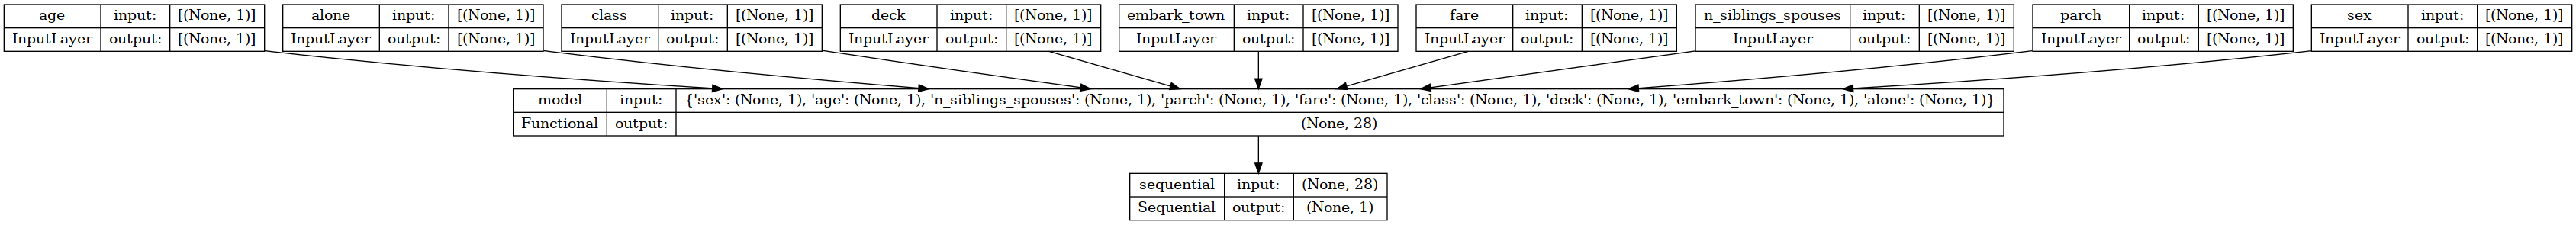 age input: [(None, 1)]
InputLayer output: [(None, 1)]
alone input: [(None, 1)]
InputLayer output: [(None, 1)]
class input: [(None, 1)]
InputLayer output: [(None, 1)]
deck input: [(None, 1)]
InputLayer output: [(None, 1)]
embark_town input: [(None, 1)]
InputLayer output: [(None, 1)]
fare input: [(None, 1)]
InputLayer output: [(None, 1)]
n_siblings_spouses input: [(None, 1)]
InputLayer output: [(None, 1)]
parch input: [(None, 1)]
InputLayer output: [(None, 1)]
sex input: [(None, 1)]
InputLayer output: [(None, 1)]
model input: {'sex': (None, 1), 'age': (None, 1), 'n_siblings_spouses': (None, 1), 'parch': (None, 1), 'fare': (None, 1), 'class': (None, 1), 'deck': (None, 1), 'embark_town': (None, 1), 'alone': (None, 1)}
Functional output: (None, 28)
sequential input: (None, 28)
Sequential output: (None, 1)